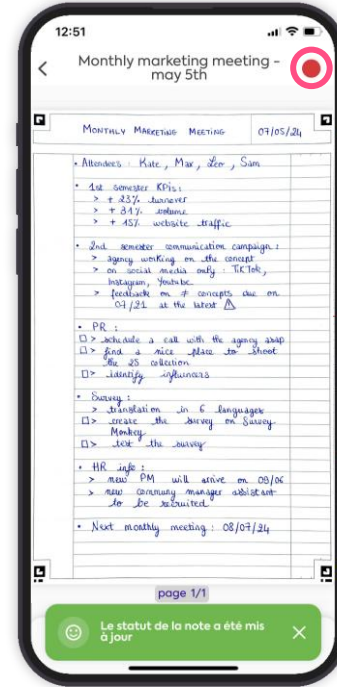 12:51
Monthly marketing meeting -
may 5th
MONTHLY MARKETING MEETING 07/05/24
• Attendees : Kate, Max, Leo, Sam
• 1st semester KPIs:
> + 23% turnover
> + 31% volume
> + 15% website traffic
• 2nd semester communication campaign :
> agency working on the concept
> on social media only : TikTok,
Instagram, Youtube.
> feedback on ≠ concepts due on
07/21 at the latest ⚠
• PR :
□> schedule a call with the agency asap
□> find a nice place to shoot
the 25 collection
□> identify influencers
• Survey :
> translation in 6 languages
□> create the survey on Survey
Monkey
□> test the survey
• HR info :
> new PM will arrive on 09/06
> new community manager assistant
to be recruited
• Next monthly meeting : 08/07/24
page 1/1
Le statut de la note a été mis
à jour